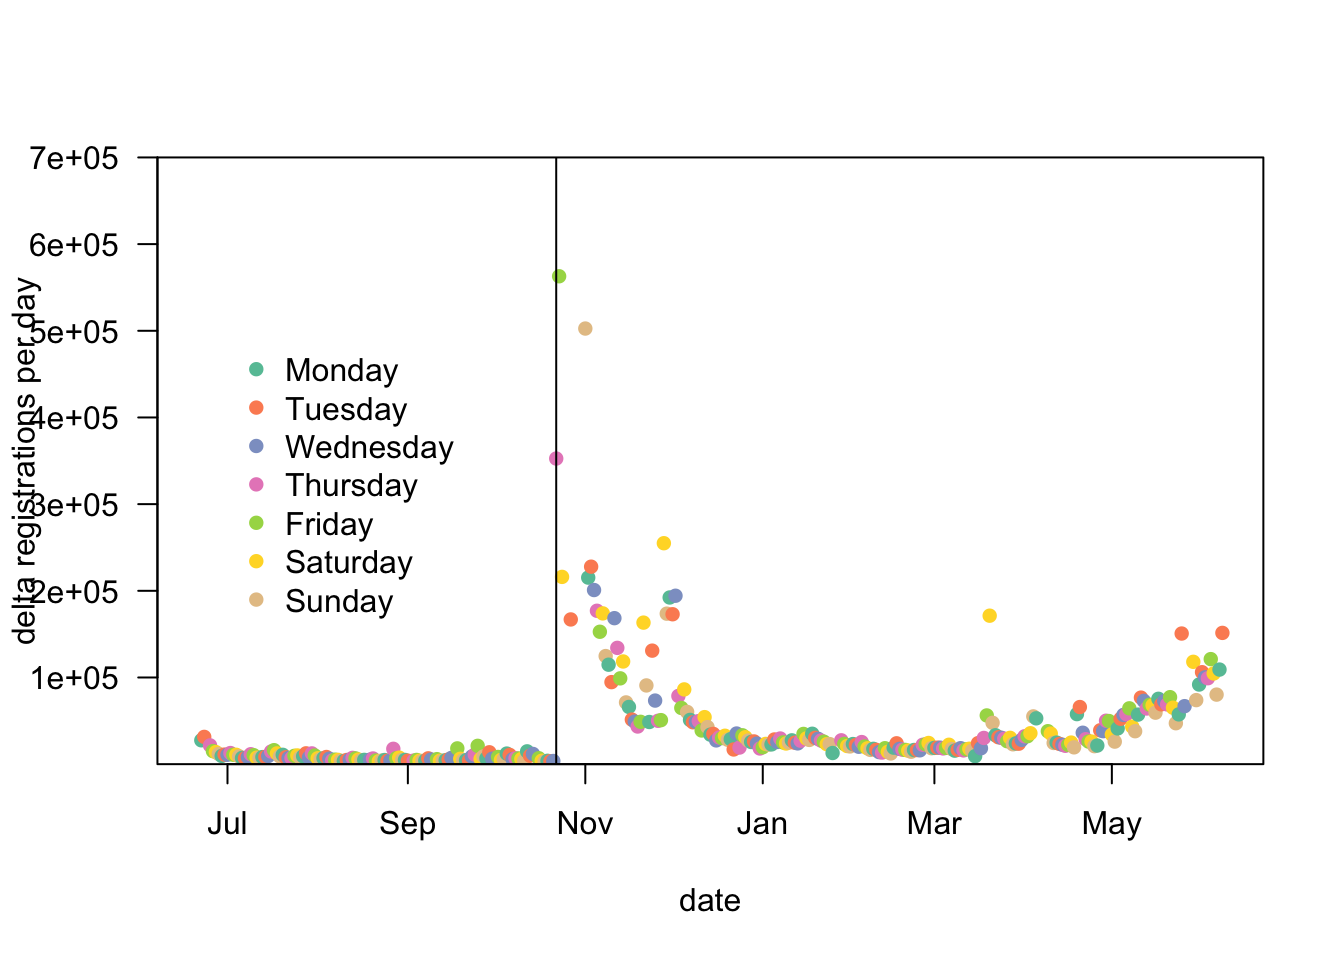 7e+05
6e+05
5e+05
4e+05
3e+05
2e+05
1e+05
delta registrations per day
Monday
Tuesday
Wednesday
Thursday
Friday
Saturday
Sunday
Jul
Sep
Nov
Jan
Mar
May
date